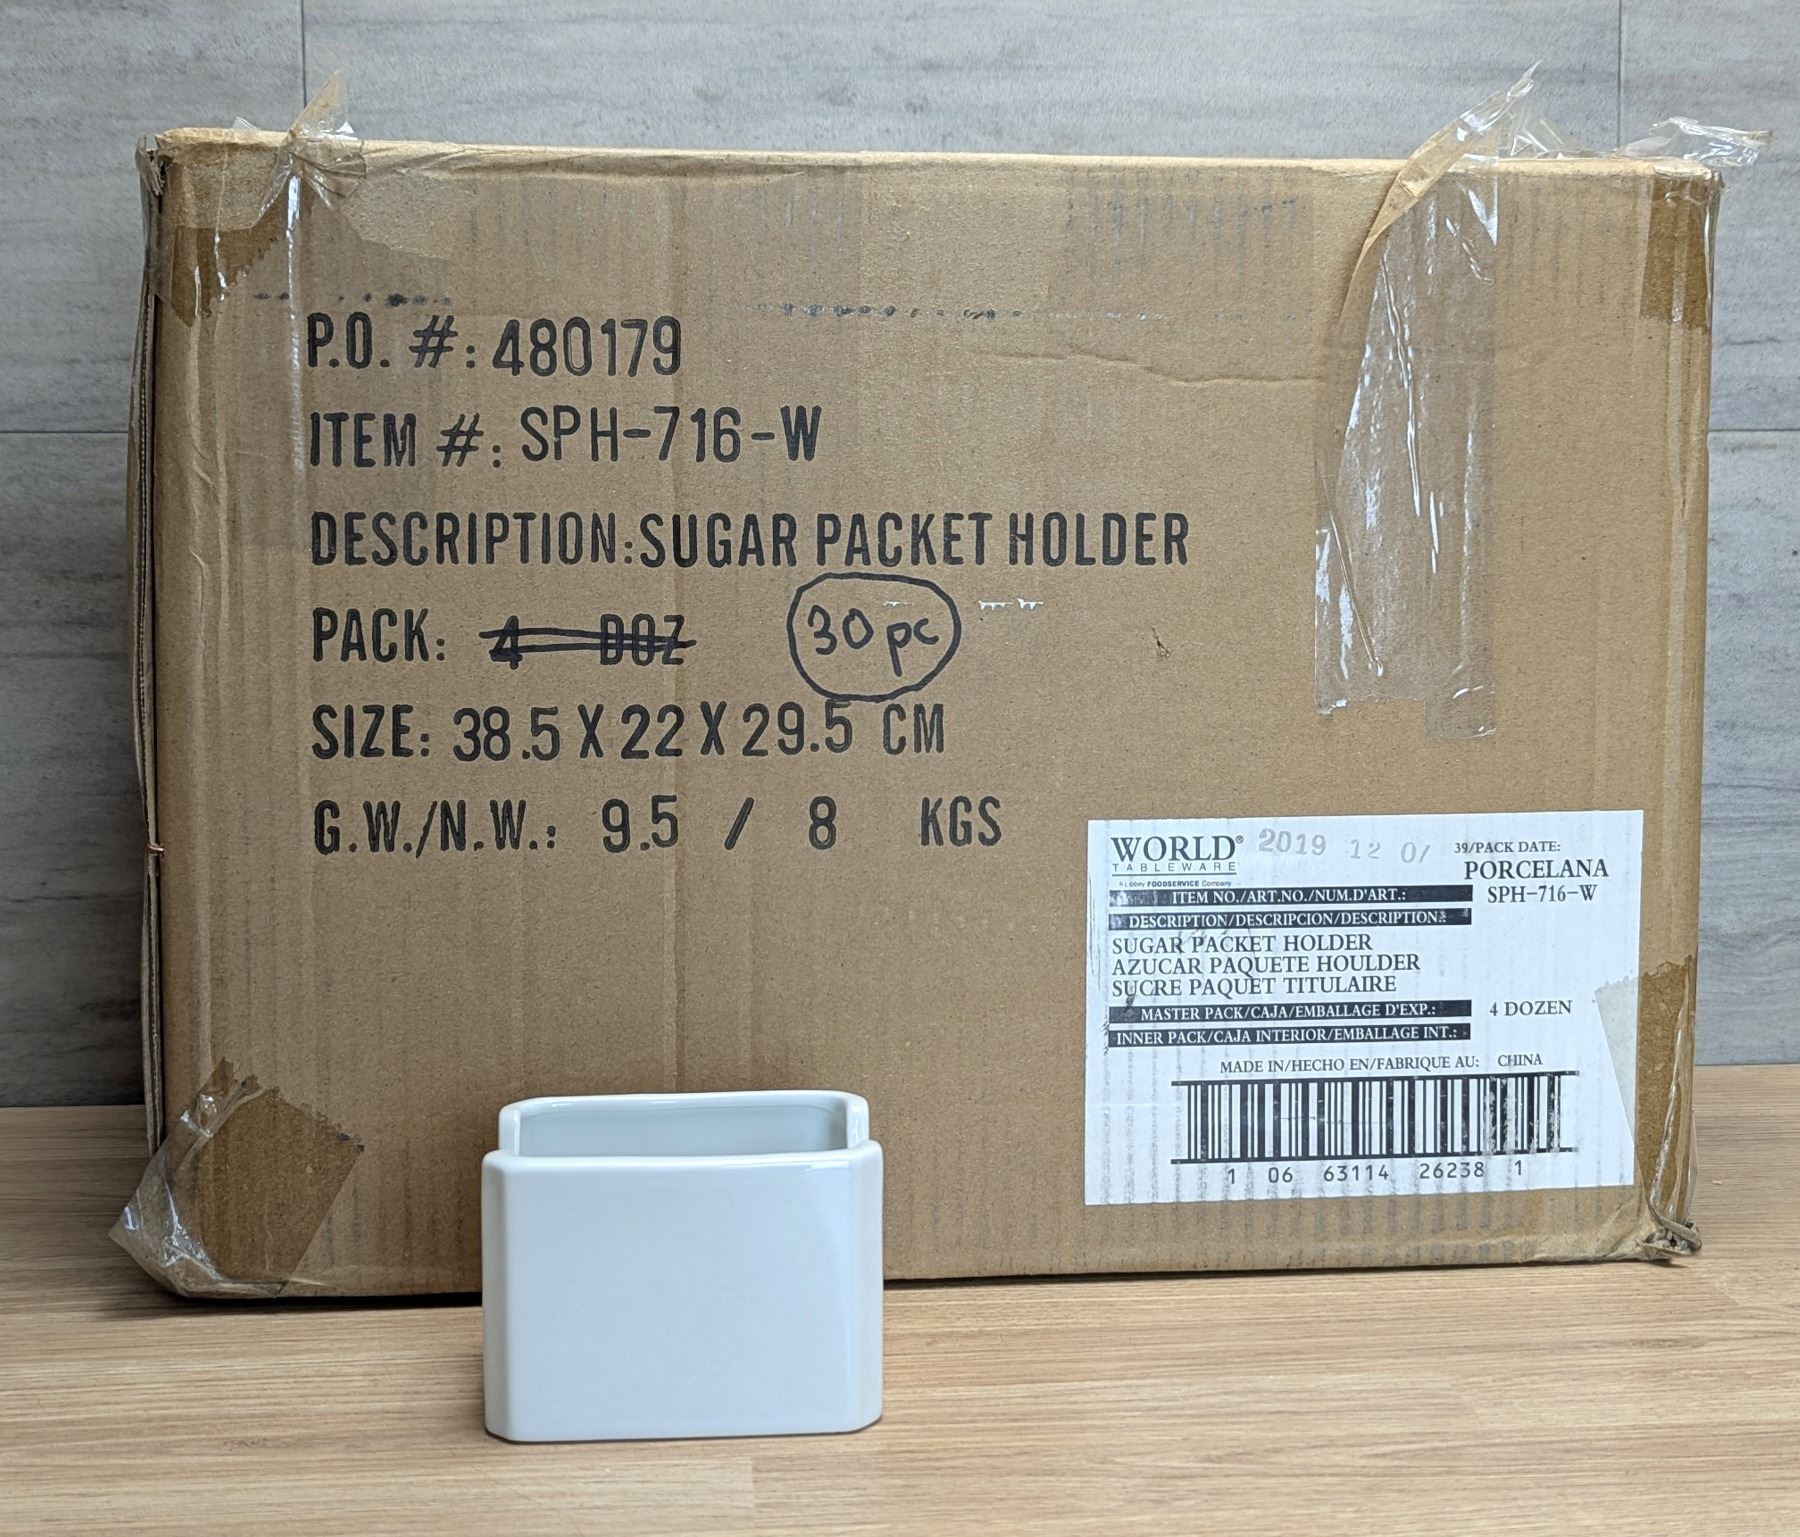 P.O. #: 480179
ITEM #: SPH-716-W
DESCRIPTION:SUGAR PACKET HOLDER
PACK: 4 DOZ 30 pc
SIZE: 38.5 X 22 X 29.5 CM
G.W./N.W.: 9.5 / 8 KGS
WORLD® 2019 12 01 39/PACK DATE:
TABLEWARE PORCELANA
A Libbey FOODSERVICE Company
ITEM NO./ART.NO./NUM.D'ART.: SPH-716-W
DESCRIPTION/DESCRIPCION/DESCRIPTION.:
SUGAR PACKET HOLDER
AZUCAR PAQUETE HOULDER
SUCRE PAQUET TITULAIRE
MASTER PACK/CAJA/EMBALLAGE D'EXP.: 4 DOZEN
INNER PACK/CAJA INTERIOR/EMBALLAGE INT.:
MADE IN/HECHO EN/FABRIQUE AU: CHINA
1 06 63114 26238 1